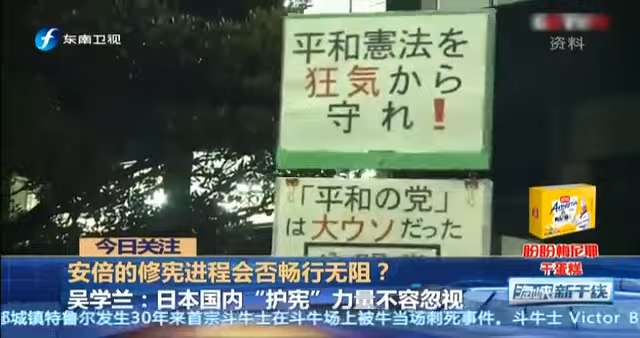 东南卫视
资料
平和憲法を
狂気から
守れ!
「平和の党」
は大ウソだった
今日关注
安倍的修宪进程会否畅行无阻?
吴学兰:日本国内“护宪”力量不容忽视
盼盼梅尼耶
干蛋糕
海峡新干线
部城镇特鲁尔发生30年来首宗斗牛士在斗牛场上被牛当场刺死事件。斗牛士 Victor B